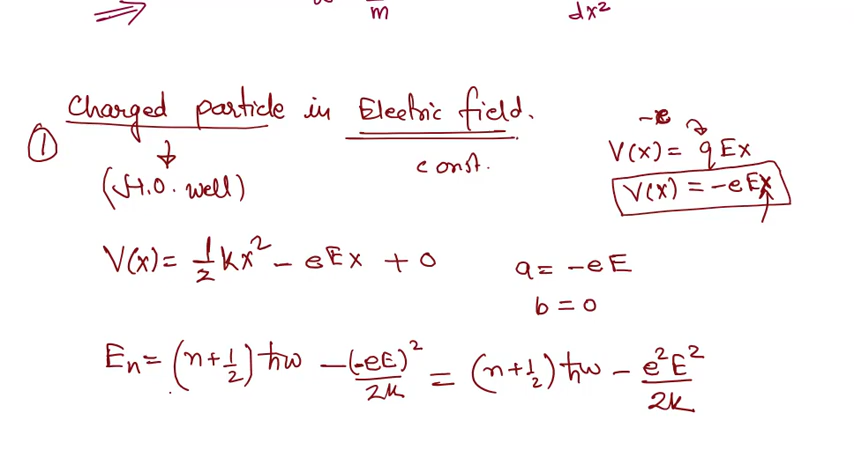 ⇒ m dx²
① Charged particle in Electric field.
↓ const.
(H.O. well)
-e
V(x) = qEx
V(x) = -eEx
V(x) = ½kx² - eEx + 0
a = -eE
b = 0
Eₙ = (n+½)ħω - (-eE)²/2k = (n+½)ħω - e²E²/2k